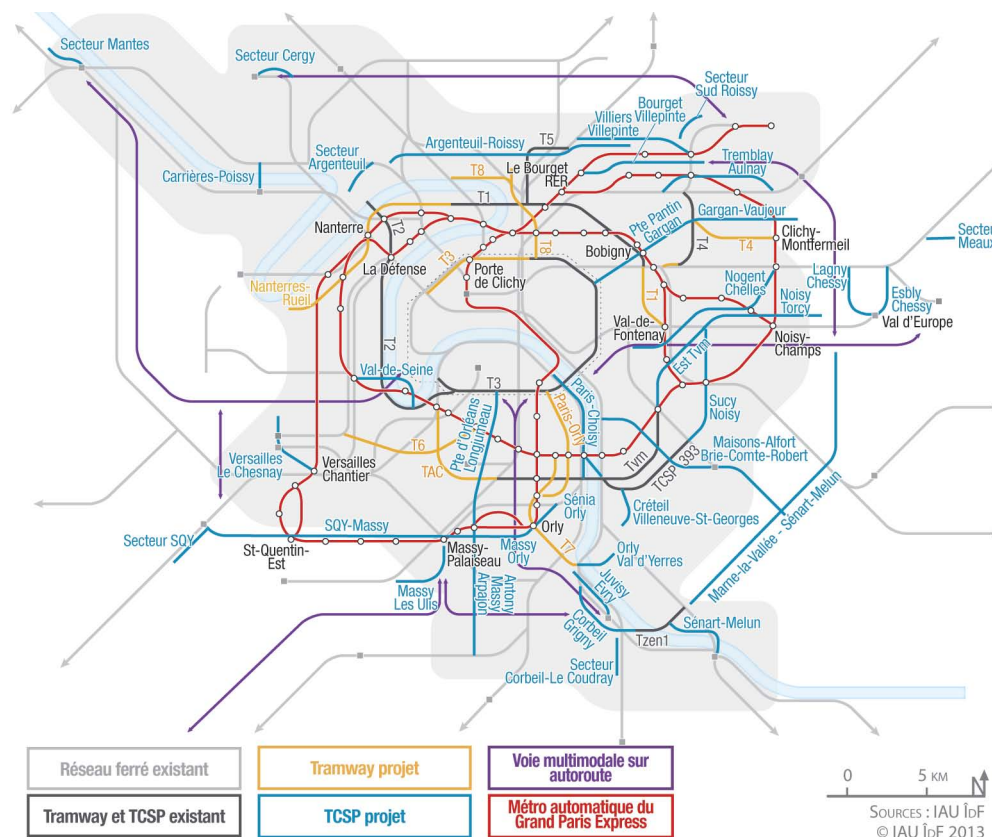 Secteur Mantes
Secteur Cergy
Secteur
Sud Roissy
Bourget
Villepinte
Villiers
Villepinte
Argenteuil-Roissy
T5
Secteur
Argenteuil
Le Bourget
RER
Tremblay
Aulnay
Carrières-Poissy
T8
T1
Pte Pantin
Gargan
Gargan-Vaujour
Nanterre
T2
T3
T8
Bobigny
T4
T4
Clichy-
Montfermeil
Secteur
Meaux
La Défense
Porte
de Clichy
Nanterres-
Rueil
Nogent
Chelles
Lagny
Chessy
Noisy
Torcy
Esbly
Chessy
T1
Val d'Europe
Val-de-
Fontenay
Noisy-
Champs
T2
Est Tvm
Val-de-Seine
T3
Paris-Choisy
Paris-Orly
Sucy
Noisy
Pte d'Orléans
Longjumeau
T6
TAC
Versailles
Le Chesnay
Versailles
Chantier
Tvm
TCSP 393
Maisons-Alfort
Brie-Comte-Robert
Sénia
Orly
Créteil
Villeneuve-St-Georges
SQY-Massy
Orly
Secteur SQY
St-Quentin-
Est
Massy-
Palaiseau
Massy
Orly
T7
Orly
Val d'Yerres
Marne-la-Vallée - Sénart-Melun
Massy
Les Ulis
Antony
Massy
Arpajon
Juvisy
Evry
Corbeil
Grigny
Tzen1
Sénart-Melun
Secteur
Corbeil-Le Coudray
Réseau ferré existant
Tramway projet
Voie multimodale sur
autoroute
Tramway et TCSP existant
TCSP projet
Métro automatique du
Grand Paris Express
0 5 KM
N
SOURCES : IAU ÎDF
© IAU ÎDF 2013